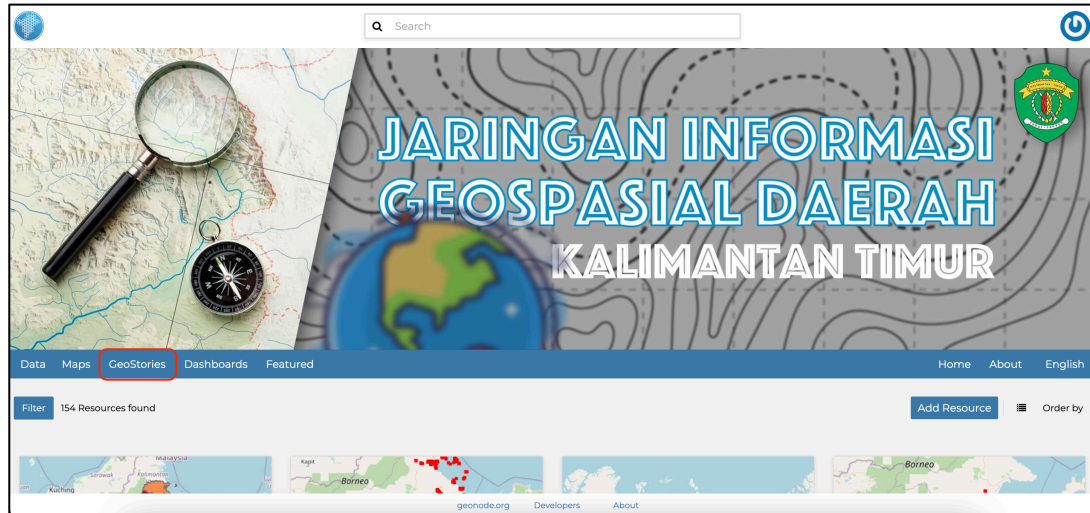 Search
JARINGAN INFORMASI
GEOSPASIAL DAERAH
KALIMANTAN TIMUR
Data Maps GeoStories Dashboards Featured Home About English
Filter 154 Resources found Add Resource Order by
Malaysia
Sarawak
Kalimantan
Kuching
Kapit
Borneo
Borneo
geonode.org Developers About